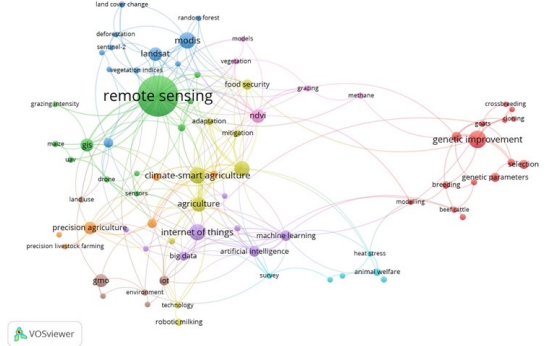 land cover change
random forest
deforestation
modis
models
sentinel-2
landsat
vegetation
vegetation indices
food security
grazing
methane
remote sensing
grazing intensity
ndvi
crossbreeding
adaptation
cloning
goats
mitigation
genetic improvement
maize
gis
uav
selection
climate-smart agriculture
drone
genetic parameters
breeding
sensors
land use
agriculture
modelling
beef cattle
precision agriculture
internet of things
machine learning
precision livestock farming
artificial intelligence
heat stress
big data
survey
animal welfare
gmo
iot
environment
technology
robotic milking
VOSviewer